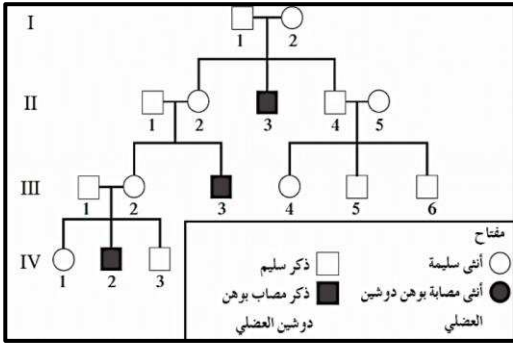 I
1 2
II
1 2 3 4 5
III
1 2 3 4 5 6
IV
1 2 3
مفتاح
أنثى سليمة
ذكر سليم
أنثى مصابة بوهن دوشين
ذكر مصاب بوهن
العضلي
دوشين العضلي